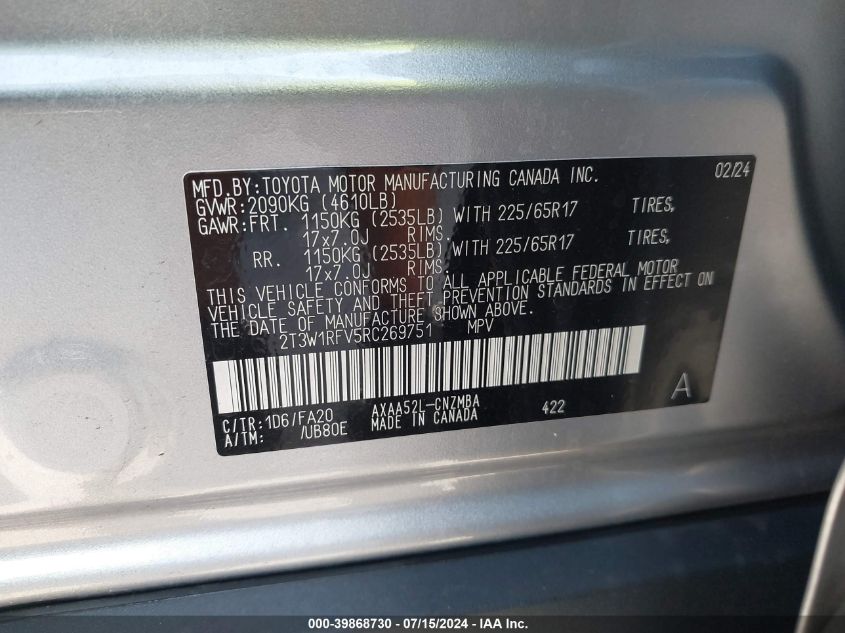 MFD.BY:TOYOTA MOTOR MANUFACTURING CANADA INC. 02/24
GVWR:2090KG (4610LB)
GAWR:FRT. 1150KG (2535LB) WITH 225/65R17 TIRES,
17x7.0J RIMS.
RR. 1150KG (2535LB) WITH 225/65R17 TIRES,
17x7.0J RIMS.
THIS VEHICLE CONFORMS TO ALL APPLICABLE FEDERAL MOTOR
VEHICLE SAFETY AND THEFT PREVENTION STANDARDS IN EFFECT ON
THE DATE OF MANUFACTURE SHOWN ABOVE.
2T3W1RFV5RC269751 MPV
A
C/TR:1D6/FA20 AXAA52L-CNZMBA 422
A/TM: /UB80E MADE IN CANADA
000-39868730 - 07/15/2024 - IAA Inc.